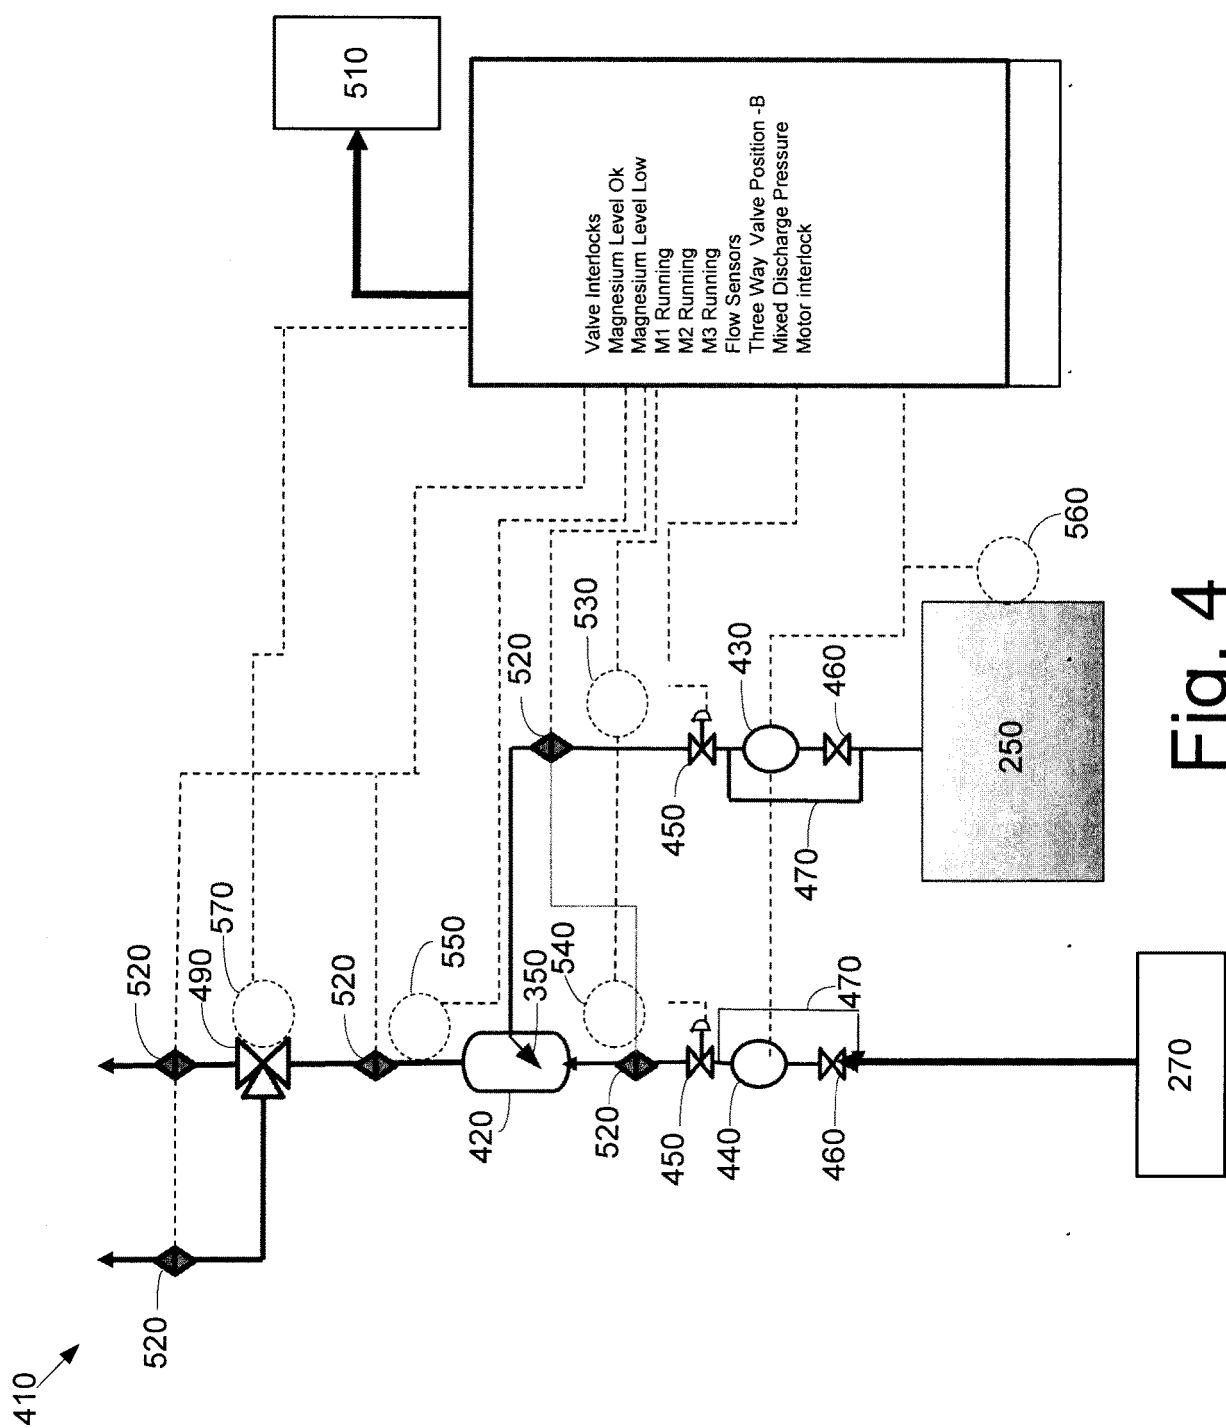 410
520
520
490
570
520
550
420
350
520
540
450
440
460
470
270
520
530
450
430
460
470
250
560
510
Valve Interlocks
Magnesium Level Ok
Magnesium Level Low
M1 Running
M2 Running
M3 Running
Flow Sensors
Three Way Valve Position -B
Mixed Discharge Pressure
Motor interlock
Fig. 4